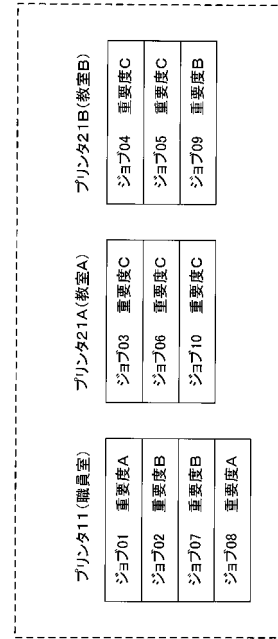 プリンタ11(職員室)
ジョブ01 重要度A
ジョブ02 重要度B
ジョブ07 重要度B
ジョブ08 重要度A
プリンタ21A(教室A)
ジョブ03 重要度C
ジョブ06 重要度C
ジョブ10 重要度C
プリンタ21B(教室B)
ジョブ04 重要度C
ジョブ05 重要度C
ジョブ09 重要度B